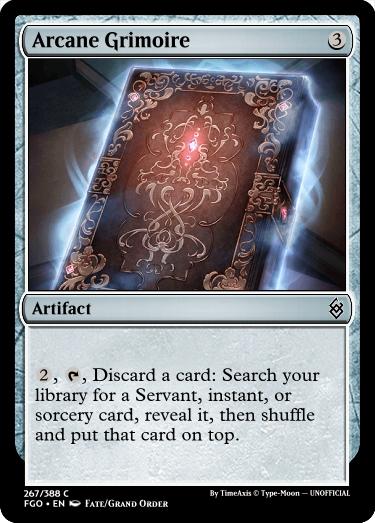 Arcane Grimoire 3
Artifact
2, , Discard a card: Search your
library for a Servant, instant, or
sorcery card, reveal it, then shuffle
and put that card on top.
267/388 C
FGO • EN Fate/Grand Order
By TimeAxis © Type-Moon — UNOFFICIAL